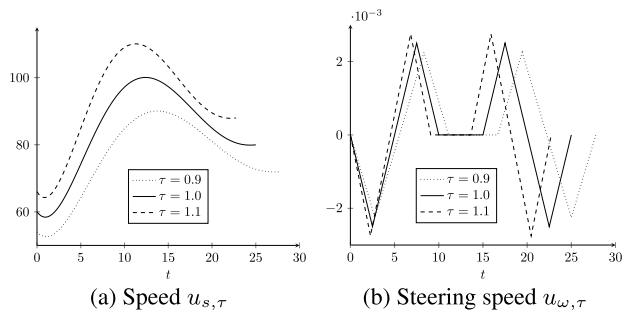 100
80
60
0 5 10 15 20 25 30
t
τ = 0.9
τ = 1.0
τ = 1.1
(a) Speed u_{s,τ}
·10^{−3}
2
0
−2
0 5 10 15 20 25 30
t
τ = 0.9
τ = 1.0
τ = 1.1
(b) Steering speed u_{ω,τ}